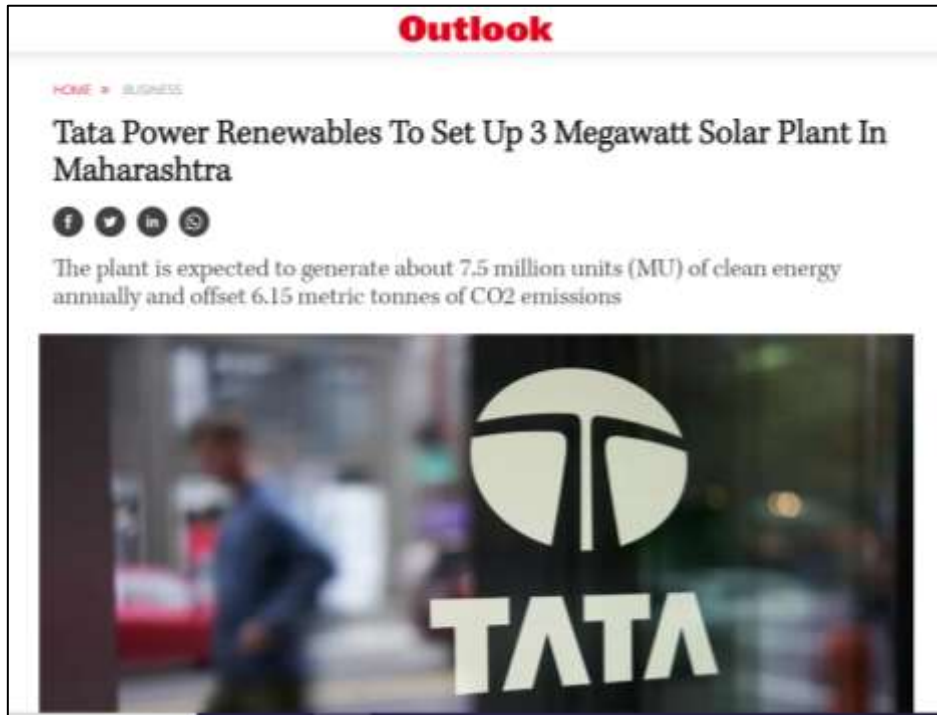 Outlook
HOME » BUSINESS
Tata Power Renewables To Set Up 3 Megawatt Solar Plant In
Maharashtra
The plant is expected to generate about 7.5 million units (MU) of clean energy
annually and offset 6.15 metric tonnes of CO2 emissions
TATA